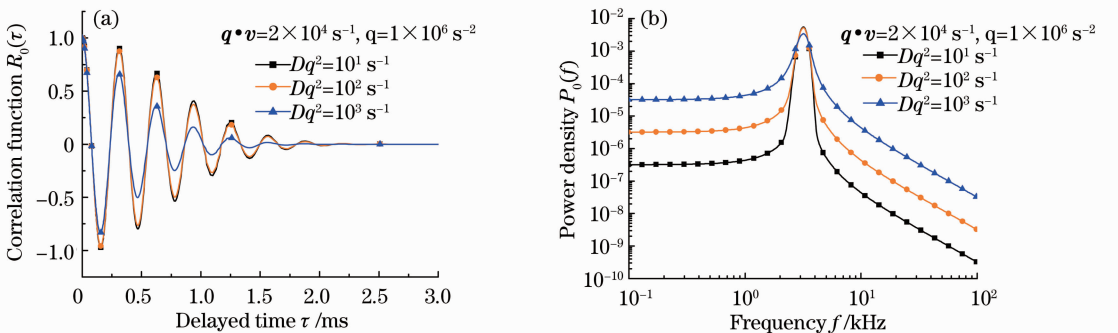 (a)
Correlation function R₀(τ)
1.0
0.5
0
−0.5
−1.0
q•v=2×10⁴ s⁻¹, q=1×10⁶ s⁻²
Dq²=10¹ s⁻¹
Dq²=10² s⁻¹
Dq²=10³ s⁻¹
0 0.5 1.0 1.5 2.0 2.5 3.0
Delayed time τ /ms
(b)
Power density P₀(f)
10⁻²
10⁻³
10⁻⁴
10⁻⁵
10⁻⁶
10⁻⁷
10⁻⁸
10⁻⁹
10⁻¹⁰
q•v=2×10⁴ s⁻¹, q=1×10⁶ s⁻²
Dq²=10¹ s⁻¹
Dq²=10² s⁻¹
Dq²=10³ s⁻¹
10⁻¹ 10⁰ 10¹ 10²
Frequency f /kHz